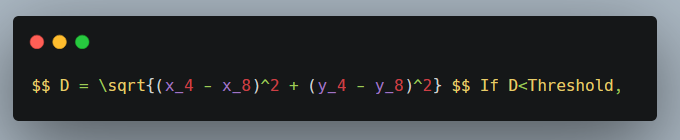 $$ D = \sqrt{(x_4 - x_8)^2 + (y_4 - y_8)^2} $$ If D<Threshold,